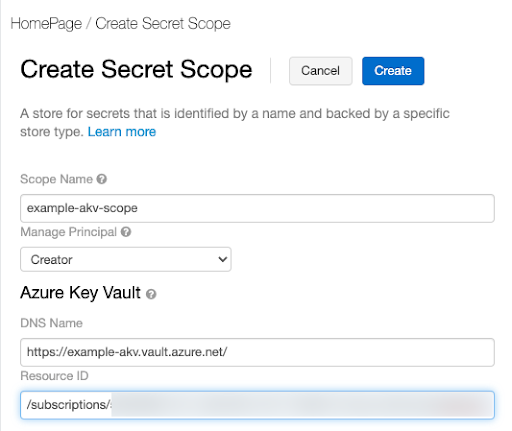 HomePage / Create Secret Scope
Create Secret Scope
Cancel
Create
A store for secrets that is identified by a name and backed by a specific
store type. Learn more
Scope Name
example-akv-scope
Manage Principal
Creator
Azure Key Vault
DNS Name
https://example-akv.vault.azure.net/
Resource ID
/subscriptions/